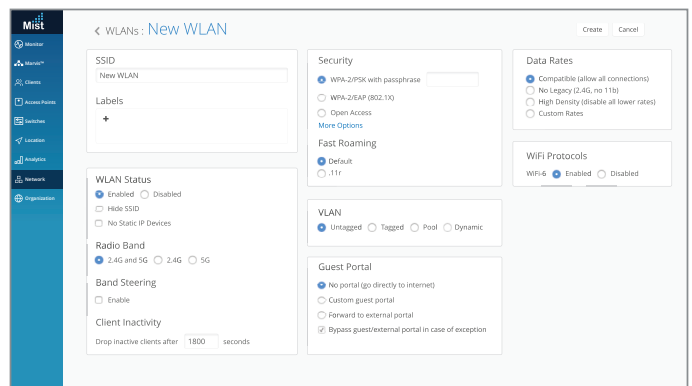 Mist
Monitor
Marvis™
Clients
Access Points
Switches
Location
Analytics
Network
Organization
WLANs : New WLAN
Create Cancel
SSID
New WLAN
Labels
+
WLAN Status
Enabled Disabled
Hide SSID
No Static IP Devices
Radio Band
2.4G and 5G 2.4G 5G
Band Steering
Enable
Client Inactivity
Drop inactive clients after 1800 seconds
Security
WPA-2/PSK with passphrase
WPA-2/EAP (802.1X)
Open Access
More Options
Fast Roaming
Default
.11r
VLAN
Untagged Tagged Pool Dynamic
Guest Portal
No portal (go directly to internet)
Custom guest portal
Forward to external portal
Bypass guest/external portal in case of exception
Data Rates
Compatible (allow all connections)
No Legacy (2.4G, no 11b)
High Density (disable all lower rates)
Custom Rates
WiFi Protocols
WiFi-6 Enabled Disabled